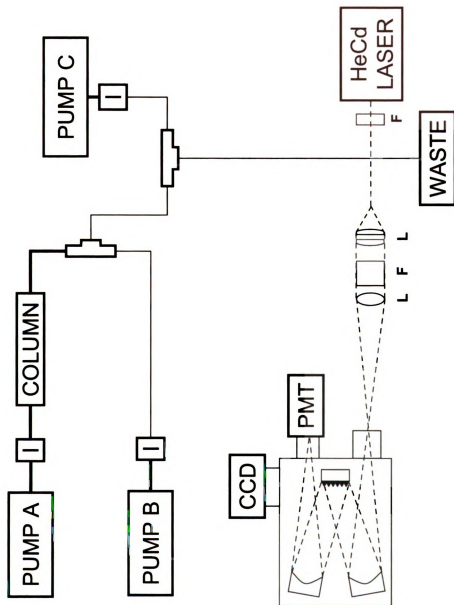 PUMP A
I
COLUMN
PUMP C
I
PUMP B
I
CCD
PMT
HeCd
LASER
L
F
L
F
WASTE